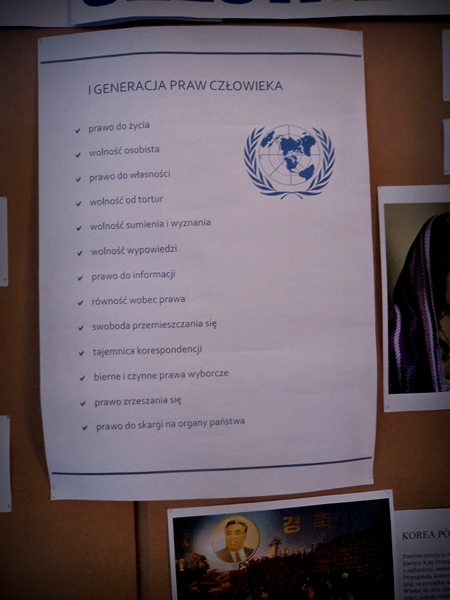 I GENERACJA PRAW CZŁOWIEKA
prawo do życia
wolność osobista
prawo do własności
wolność od tortur
wolność sumienia i wyznania
wolność wypowiedzi
prawo do informacji
równość wobec prawa
swoboda przemieszczania się
tajemnica korespondencji
bierne i czynne prawa wyborcze
prawo zrzeszania się
prawo do skargi na organy państwa
경축
KOREA PÓ